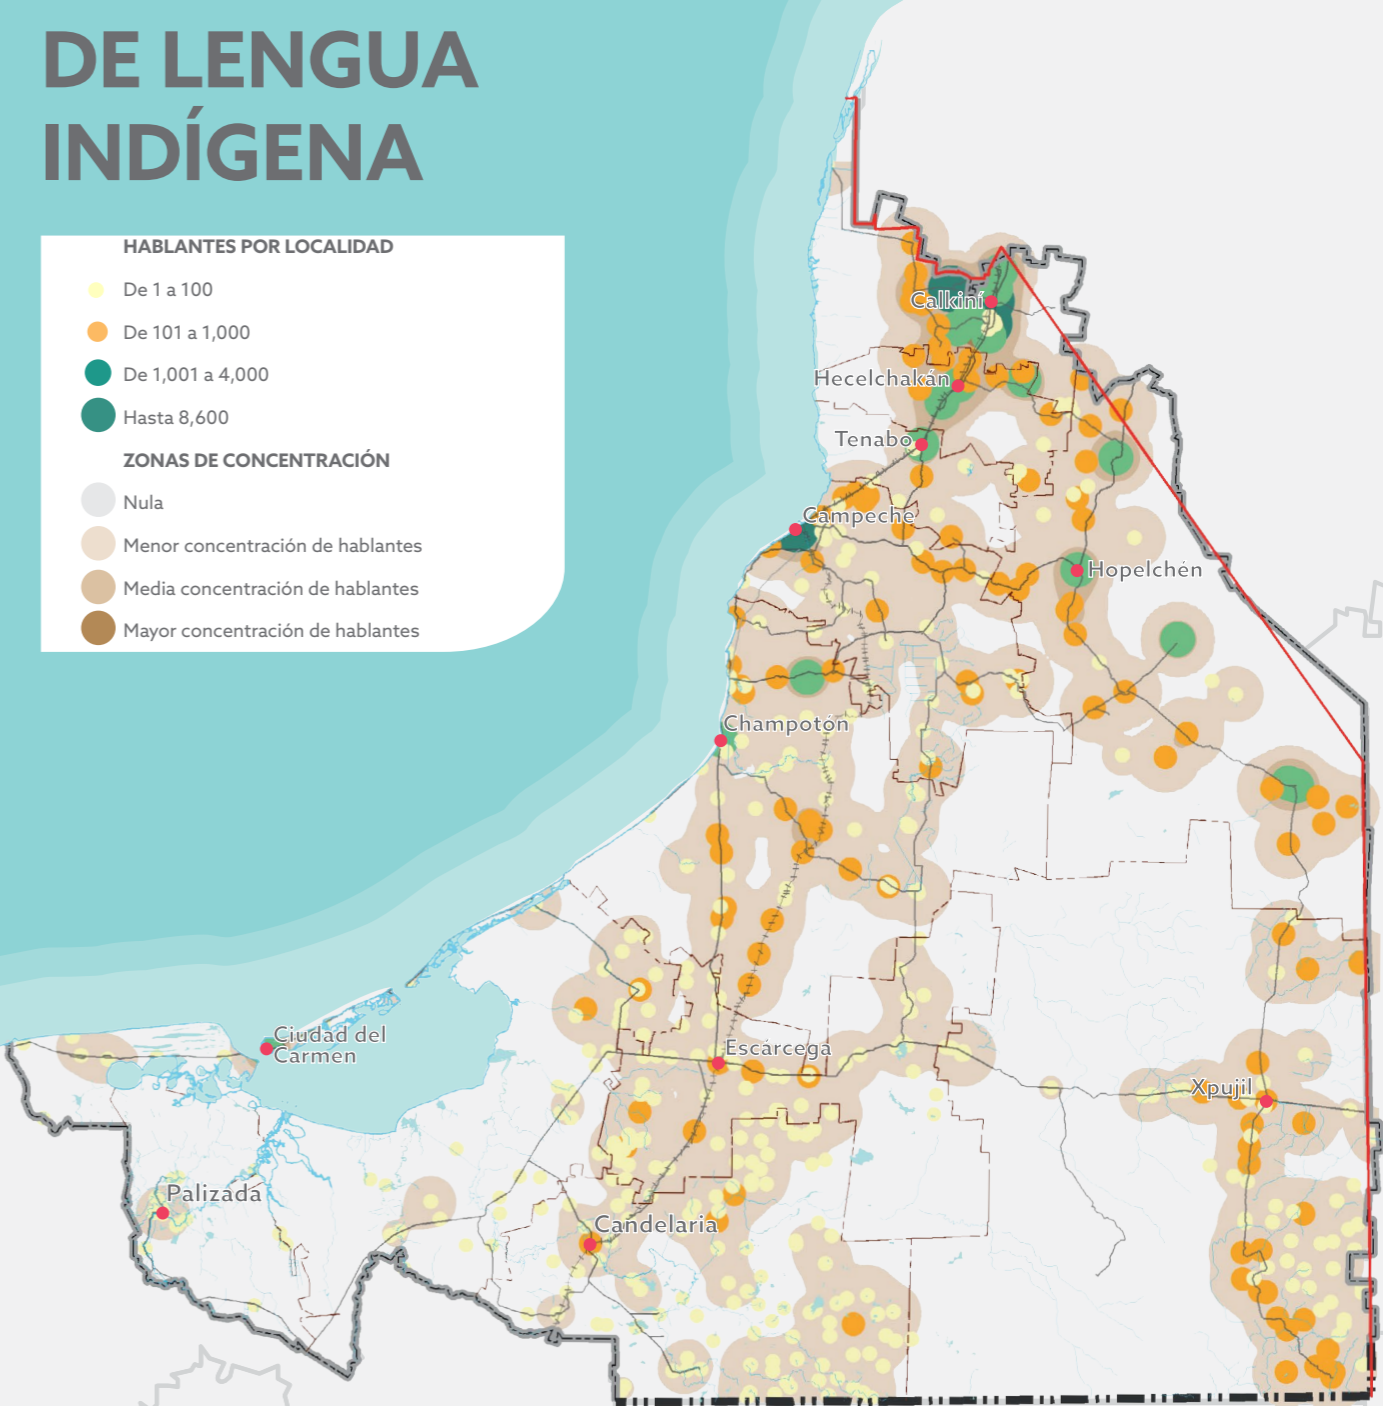 DE LENGUA
INDÍGENA
HABLANTES POR LOCALIDAD
De 1 a 100
De 101 a 1,000
De 1,001 a 4,000
Hasta 8,600
ZONAS DE CONCENTRACIÓN
Nula
Menor concentración de hablantes
Media concentración de hablantes
Mayor concentración de hablantes
Calkiní
Hecelchakán
Tenabo
Campeche
Hopelchén
Champotón
Ciudad del
Carmen
Escárcega
Xpujil
Palizada
Candelaria